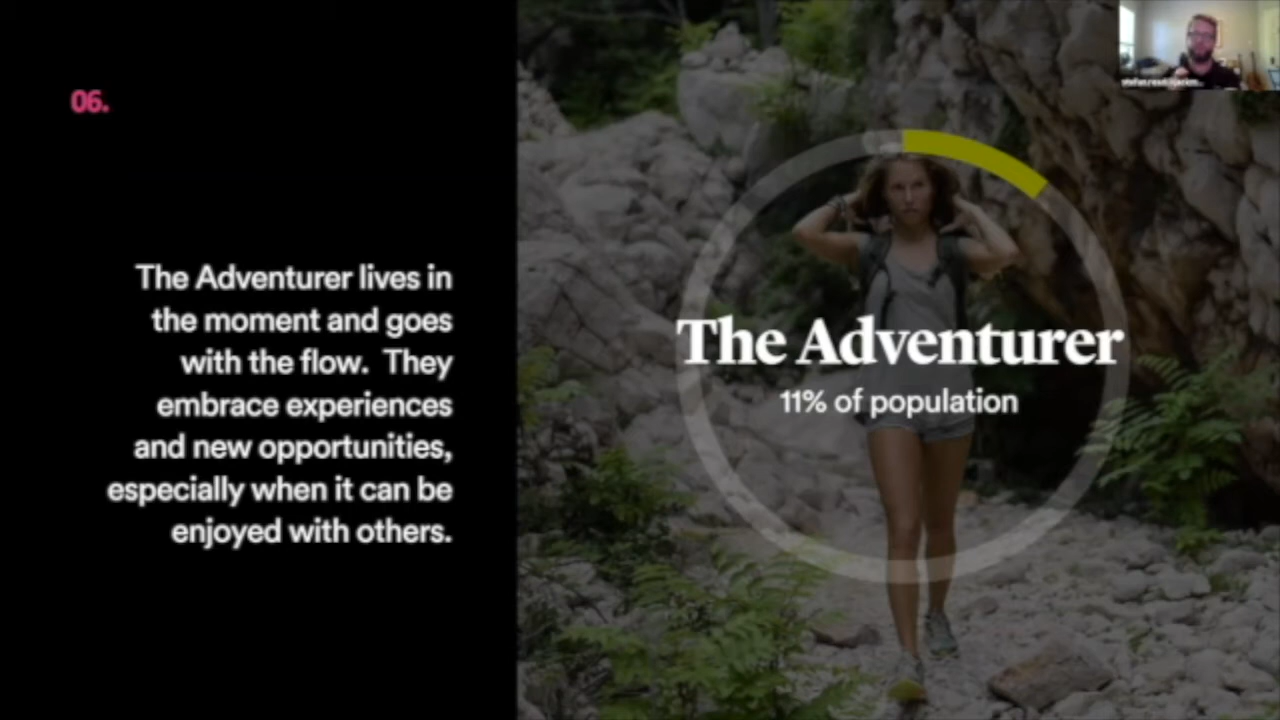 06.
The Adventurer lives in
the moment and goes
with the flow.  They
embrace experiences
and new opportunities,
especially when it can be
enjoyed with others.
The Adventurer
11% of population